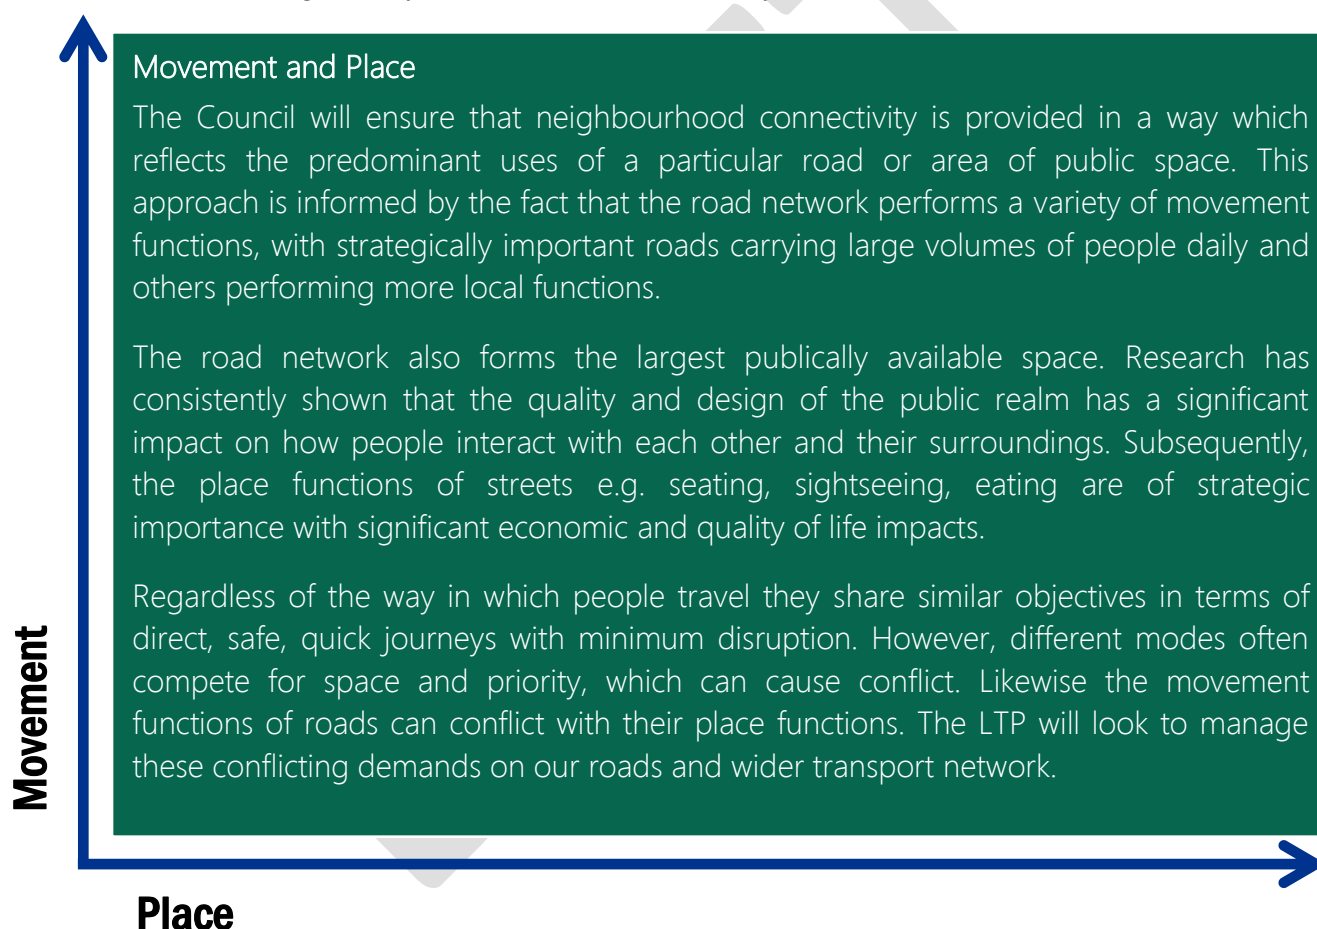 Movement and Place
The Council will ensure that neighbourhood connectivity is provided in a way which
reflects the predominant uses of a particular road or area of public space. This
approach is informed by the fact that the road network performs a variety of movement
functions, with strategically important roads carrying large volumes of people daily and
others performing more local functions.
The road network also forms the largest publically available space. Research has
consistently shown that the quality and design of the public realm has a significant
impact on how people interact with each other and their surroundings. Subsequently,
the place functions of streets e.g. seating, sightseeing, eating are of strategic
importance with significant economic and quality of life impacts.
Regardless of the way in which people travel they share similar objectives in terms of
direct, safe, quick journeys with minimum disruption. However, different modes often
compete for space and priority, which can cause conflict. Likewise the movement
functions of roads can conflict with their place functions. The LTP will look to manage
these conflicting demands on our roads and wider transport network.
Movement
Place